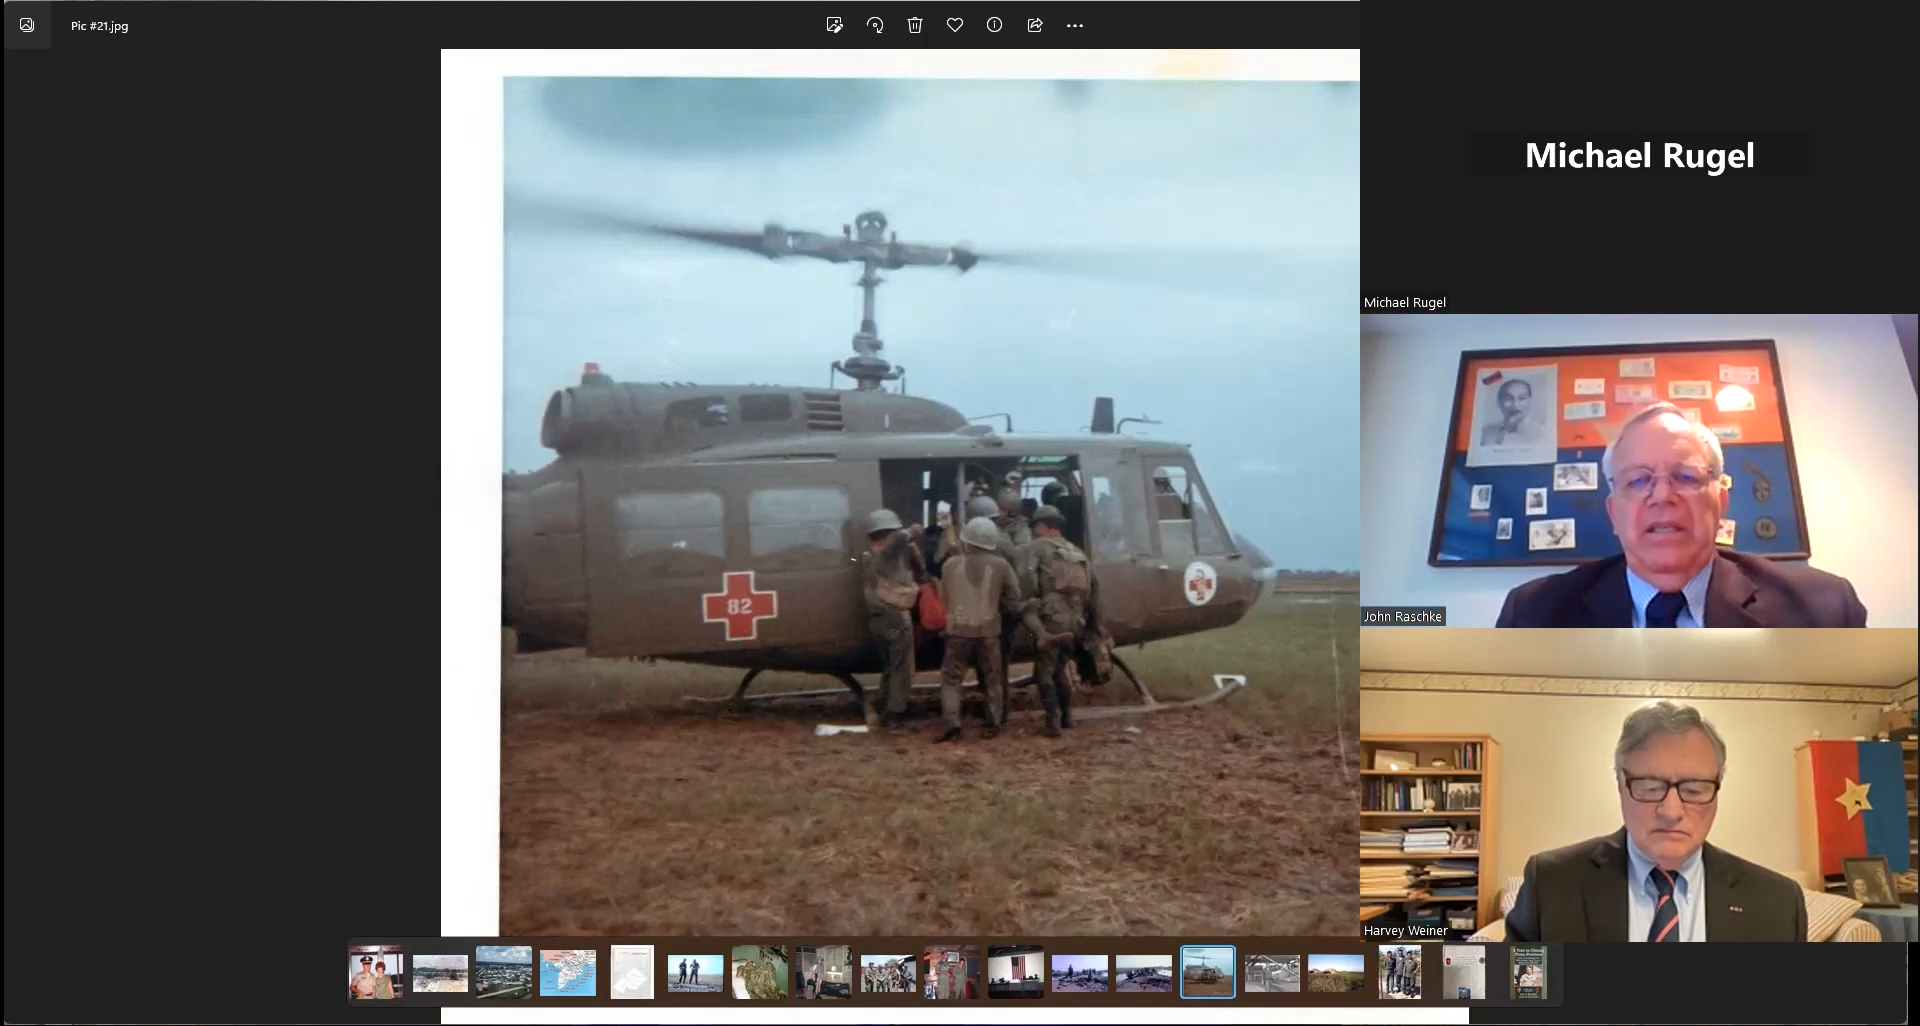 Pic #21.jpg
Michael Rugel
Michael Rugel
82
John Raschke
Harvey Weiner